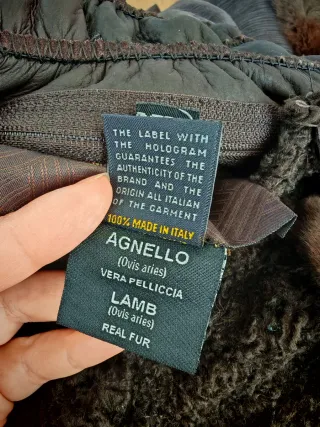 THE LABEL WITH
THE HOLOGRAM
GUARANTEES THE
AUTHENTICITY OF THE
BRAND AND THE
ORIGIN ALL ITALIAN
OF THE GARMENT
100% MADE IN ITALY
AGNELLO
(Ovis aries)
VERA PELLICCIA
LAMB
(Ovis aries)
REAL FUR